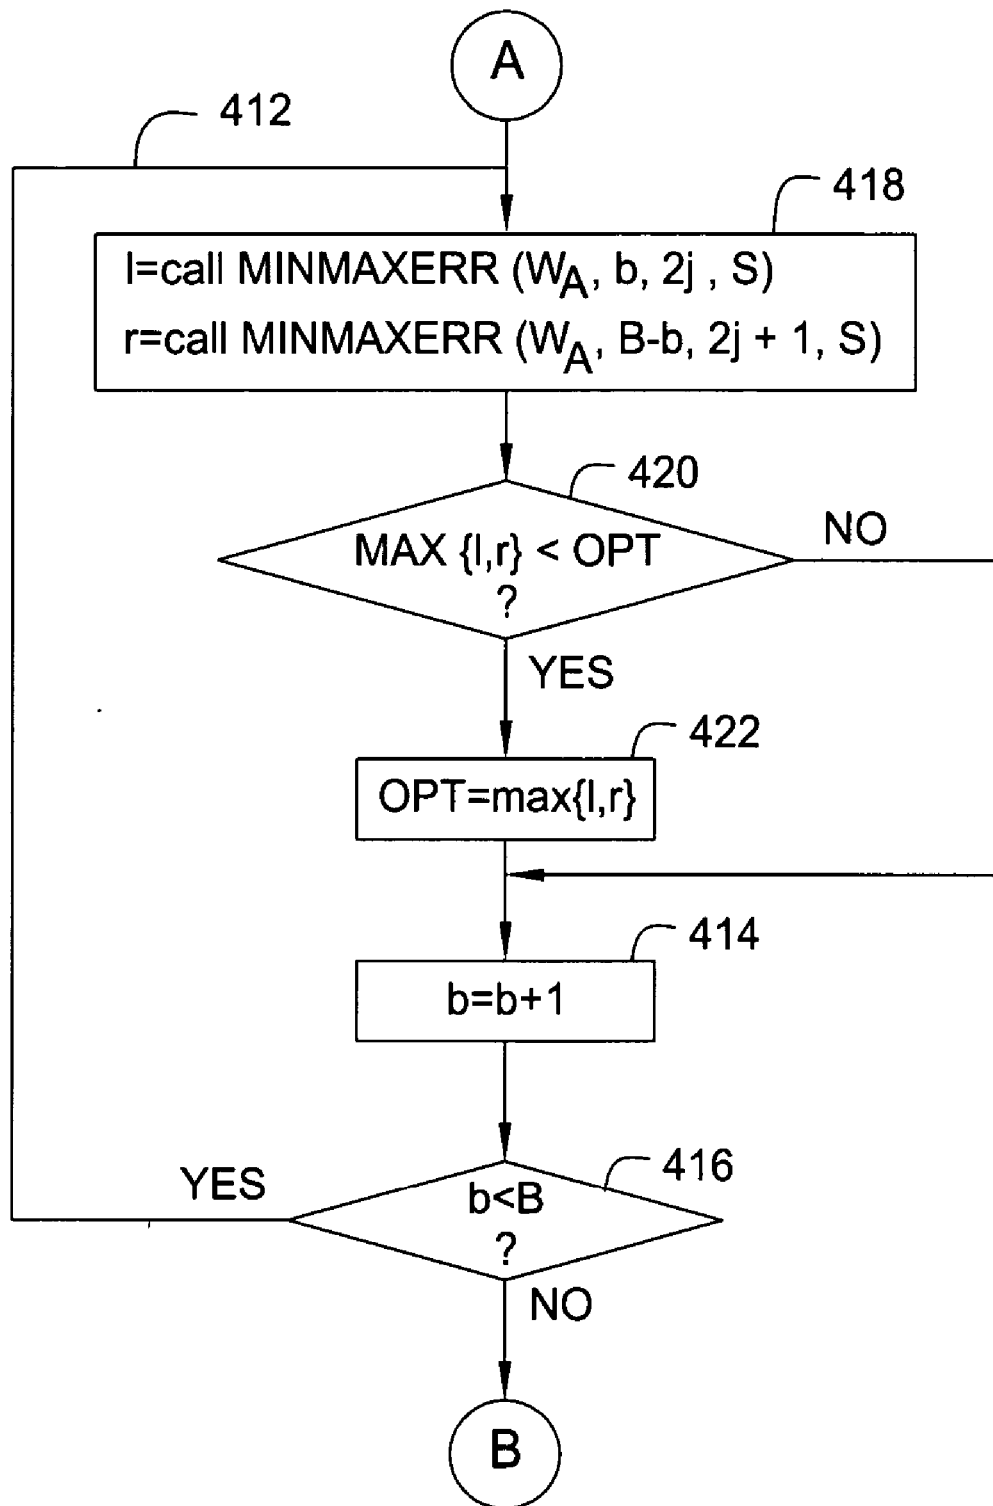 A
412
418
l=call MINMAXERR (WA, b, 2j , S)
r=call MINMAXERR (WA, B-b, 2j + 1, S)
420
MAX {l,r} < OPT
?
NO
YES
422
OPT=max{l,r}
414
b=b+1
416
YES
b<B
?
NO
B